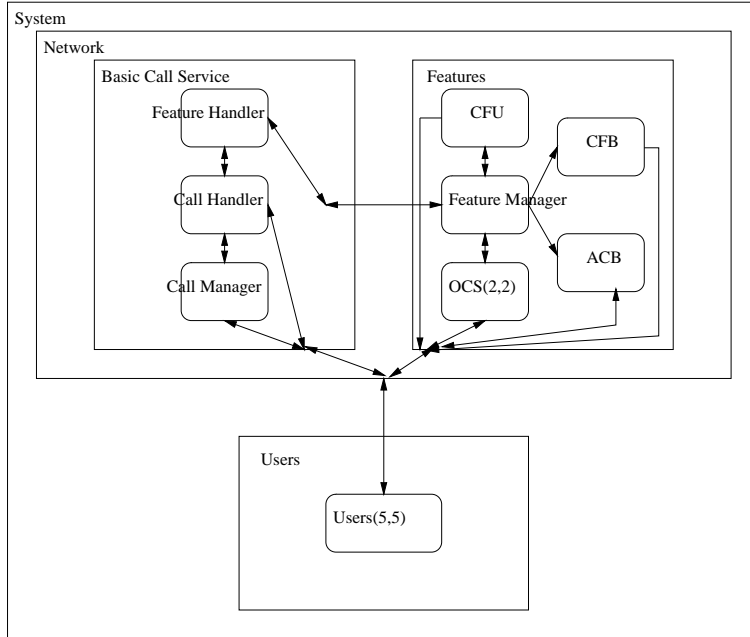 System
Network
Basic Call Service
Features
Feature Handler
CFU
CFB
Call Handler
Feature Manager
Call Manager
OCS(2,2)
ACB
Users
Users(5,5)